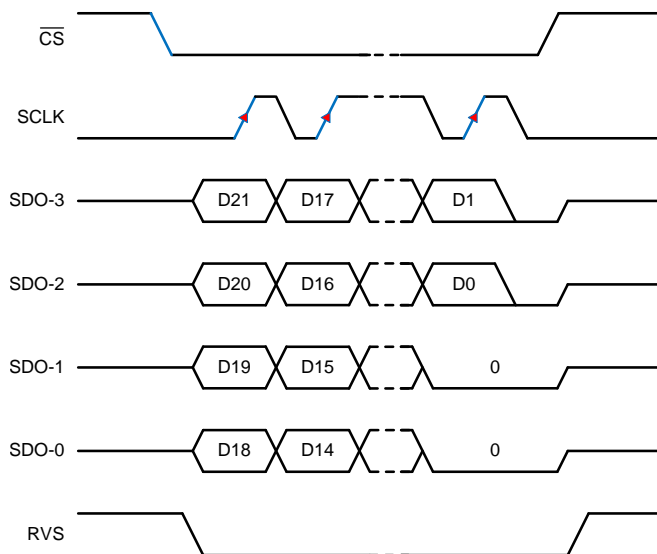 CS
SCLK
SDO-3 D21 D17 D1
SDO-2 D20 D16 D0
SDO-1 D19 D15 0
SDO-0 D18 D14 0
RVS